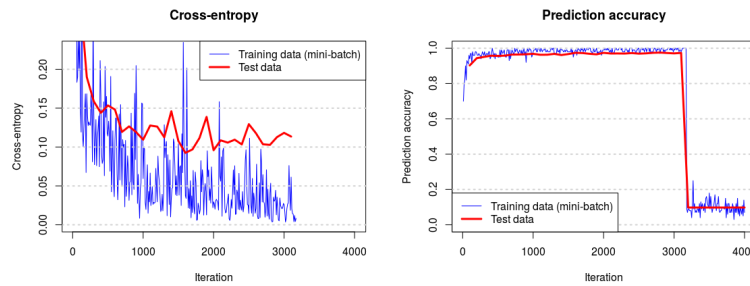 Cross-entropy
Training data (mini-batch)
Test data
0.20
0.15
0.10
0.05
0.00
Cross-entropy
0 1000 2000 3000 4000
Iteration
Prediction accuracy
1.0
0.8
0.6
0.4
0.2
0.0
Prediction accuracy
Training data (mini-batch)
Test data
0 1000 2000 3000 400
Iteration